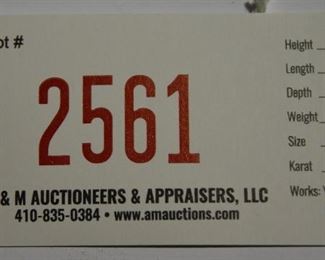 ot #
2561
& M AUCTIONEERS & APPRAISERS, LLC
410-835-0384 • www.amauctions.com
Height
Length
Depth
Weight
Size
Karat
Works: